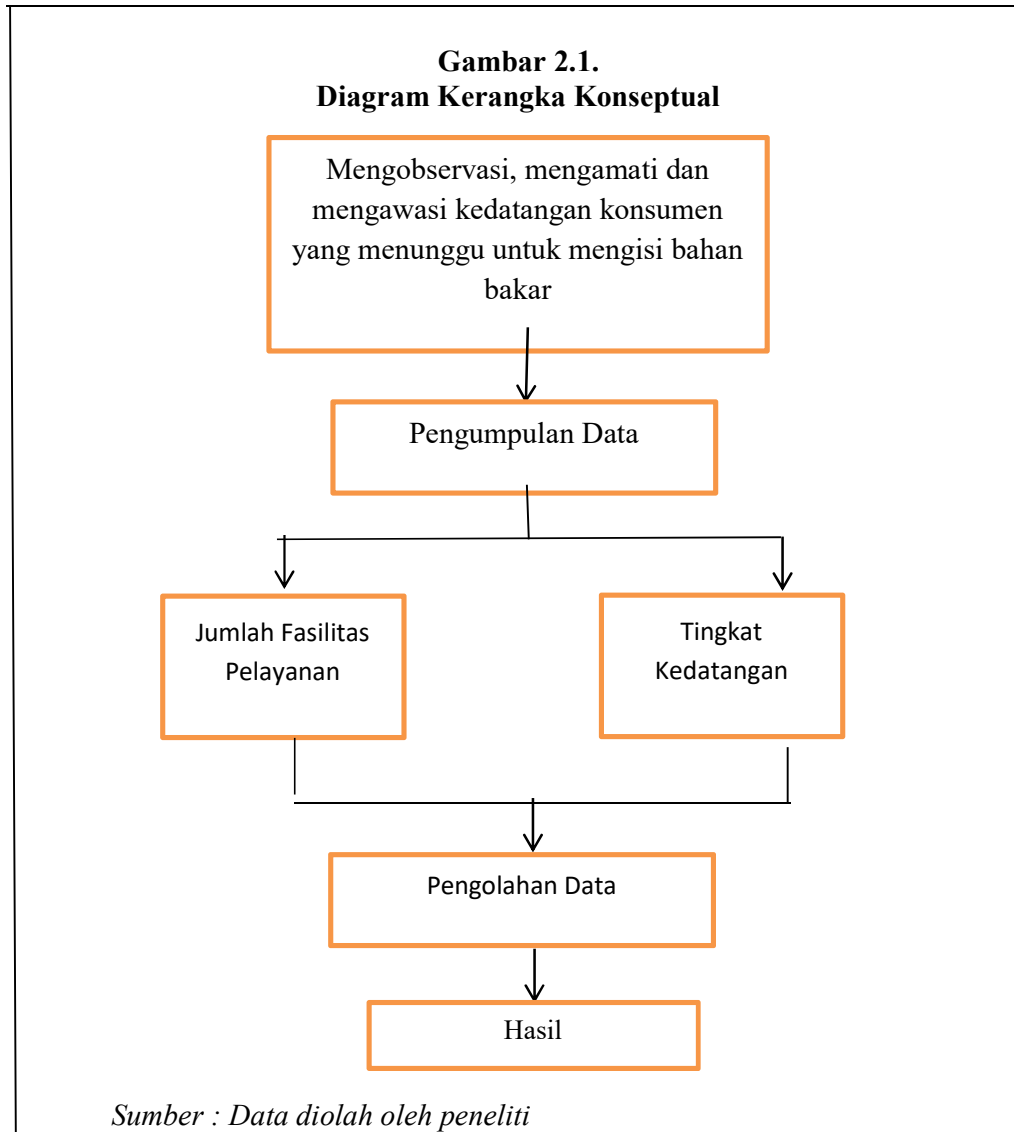 Gambar 2.1.
Diagram Kerangka Konseptual
Mengobservasi, mengamati dan
mengawasi kedatangan konsumen
yang menunggu untuk mengisi bahan
bakar
Pengumpulan Data
Jumlah Fasilitas
Pelayanan
Tingkat
Kedatangan
Pengolahan Data
Hasil
Sumber : Data diolah oleh peneliti